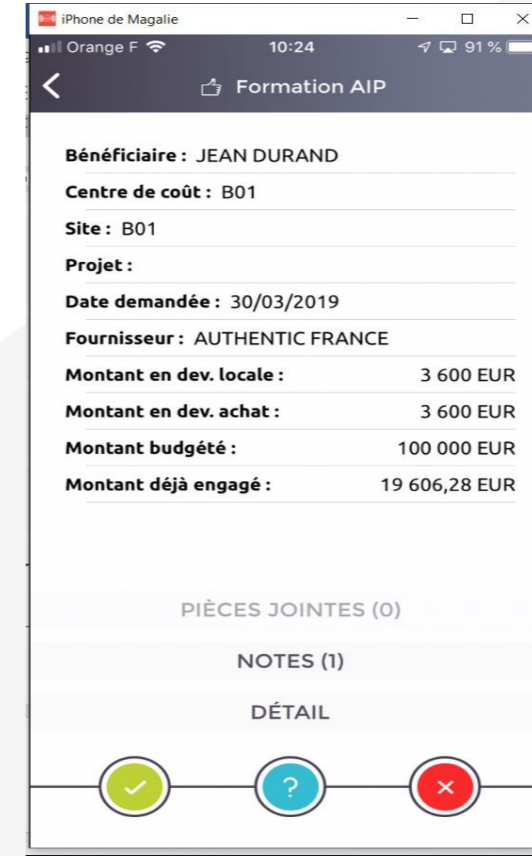 iPhone de Magalie
Orange F 10:24 91 %
Formation AIP
Bénéficiaire : JEAN DURAND
Centre de coût : B01
Site : B01
Projet :
Date demandée : 30/03/2019
Fournisseur : AUTHENTIC FRANCE
Montant en dev. locale : 3 600 EUR
Montant en dev. achat : 3 600 EUR
Montant budgété : 100 000 EUR
Montant déjà engagé : 19 606,28 EUR
PIÈCES JOINTES (0)
NOTES (1)
DÉTAIL
?